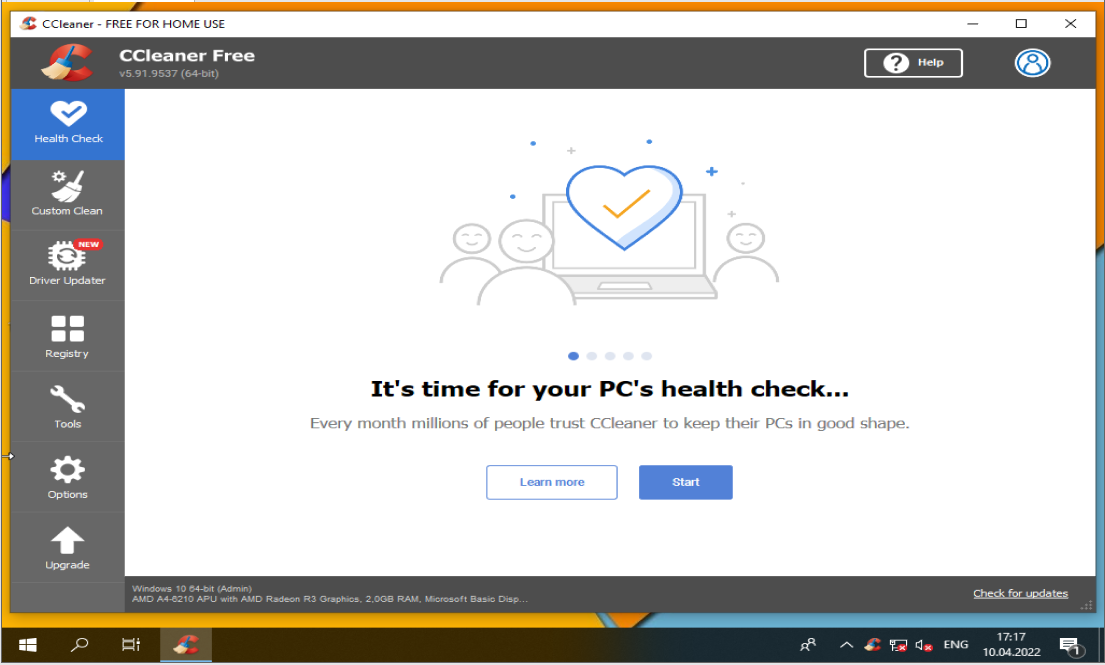 CCleaner - FREE FOR HOME USE
CCleaner Free
v5.91.9537 (64-bit)
Help
Health Check
Custom Clean
NEW
Driver Updater
Registry
Tools
Options
Upgrade
It's time for your PC's health check...
Every month millions of people trust CCleaner to keep their PCs in good shape.
Learn more
Start
Windows 10 64-bit (Admin)
AMD A4-6210 APU with AMD Radeon R3 Graphics, 2,0GB RAM, Microsoft Basic Disp...
Check for updates
ENG
17:17
10.04.2022
1